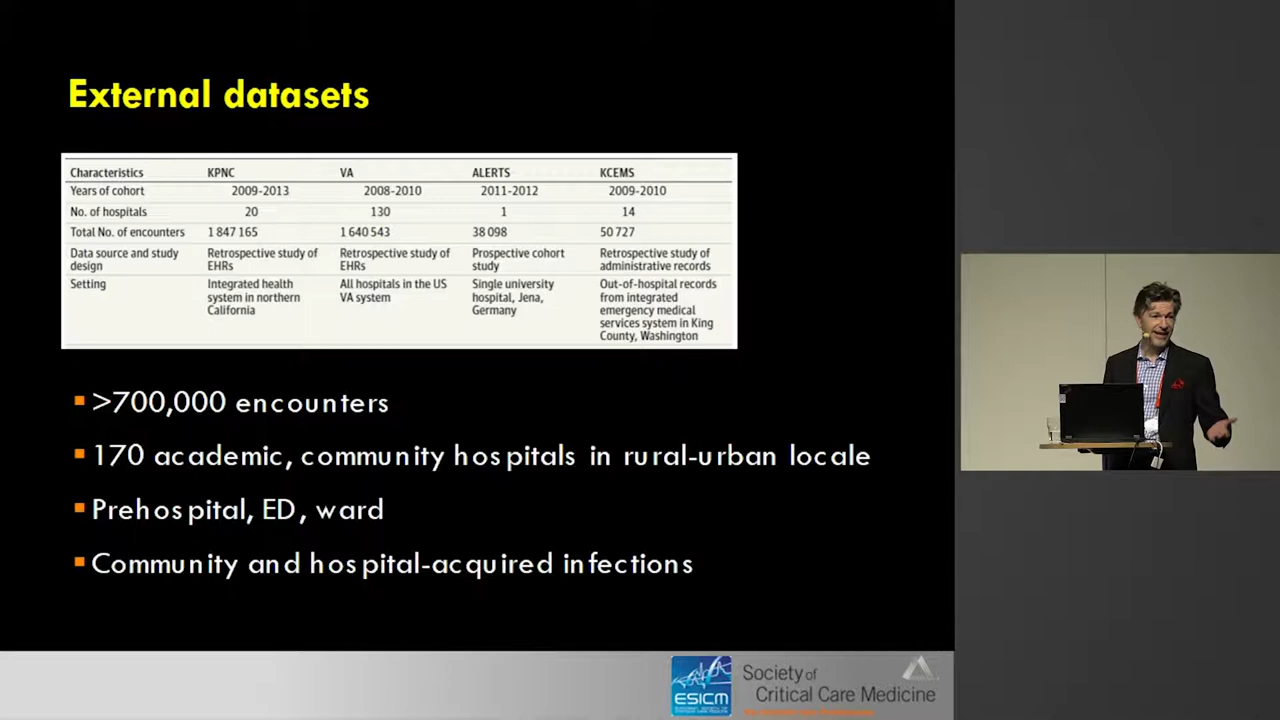 External datasets
Characteristics KPNC VA ALERTS KCEMS
Years of cohort 2009-2013 2008-2010 2011-2012 2009-2010
No. of hospitals 20 130 1 14
Total No. of encounters 1 847 165 1 640 543 38 098 50 727
Data source and study design Retrospective study of EHRs Retrospective study of EHRs Prospective cohort study Retrospective study of administrative records
Setting Integrated health system in northern California All hospitals in the US VA system Single university hospital, Jena, Germany Out-of-hospital records from integrated emergency medical services system in King County, Washington
>700,000 encounters
170 academic, community hospitals in rural-urban locale
Prehospital, ED, ward
Community and hospital-acquired infections
ESICM
Society of
Critical Care Medicine